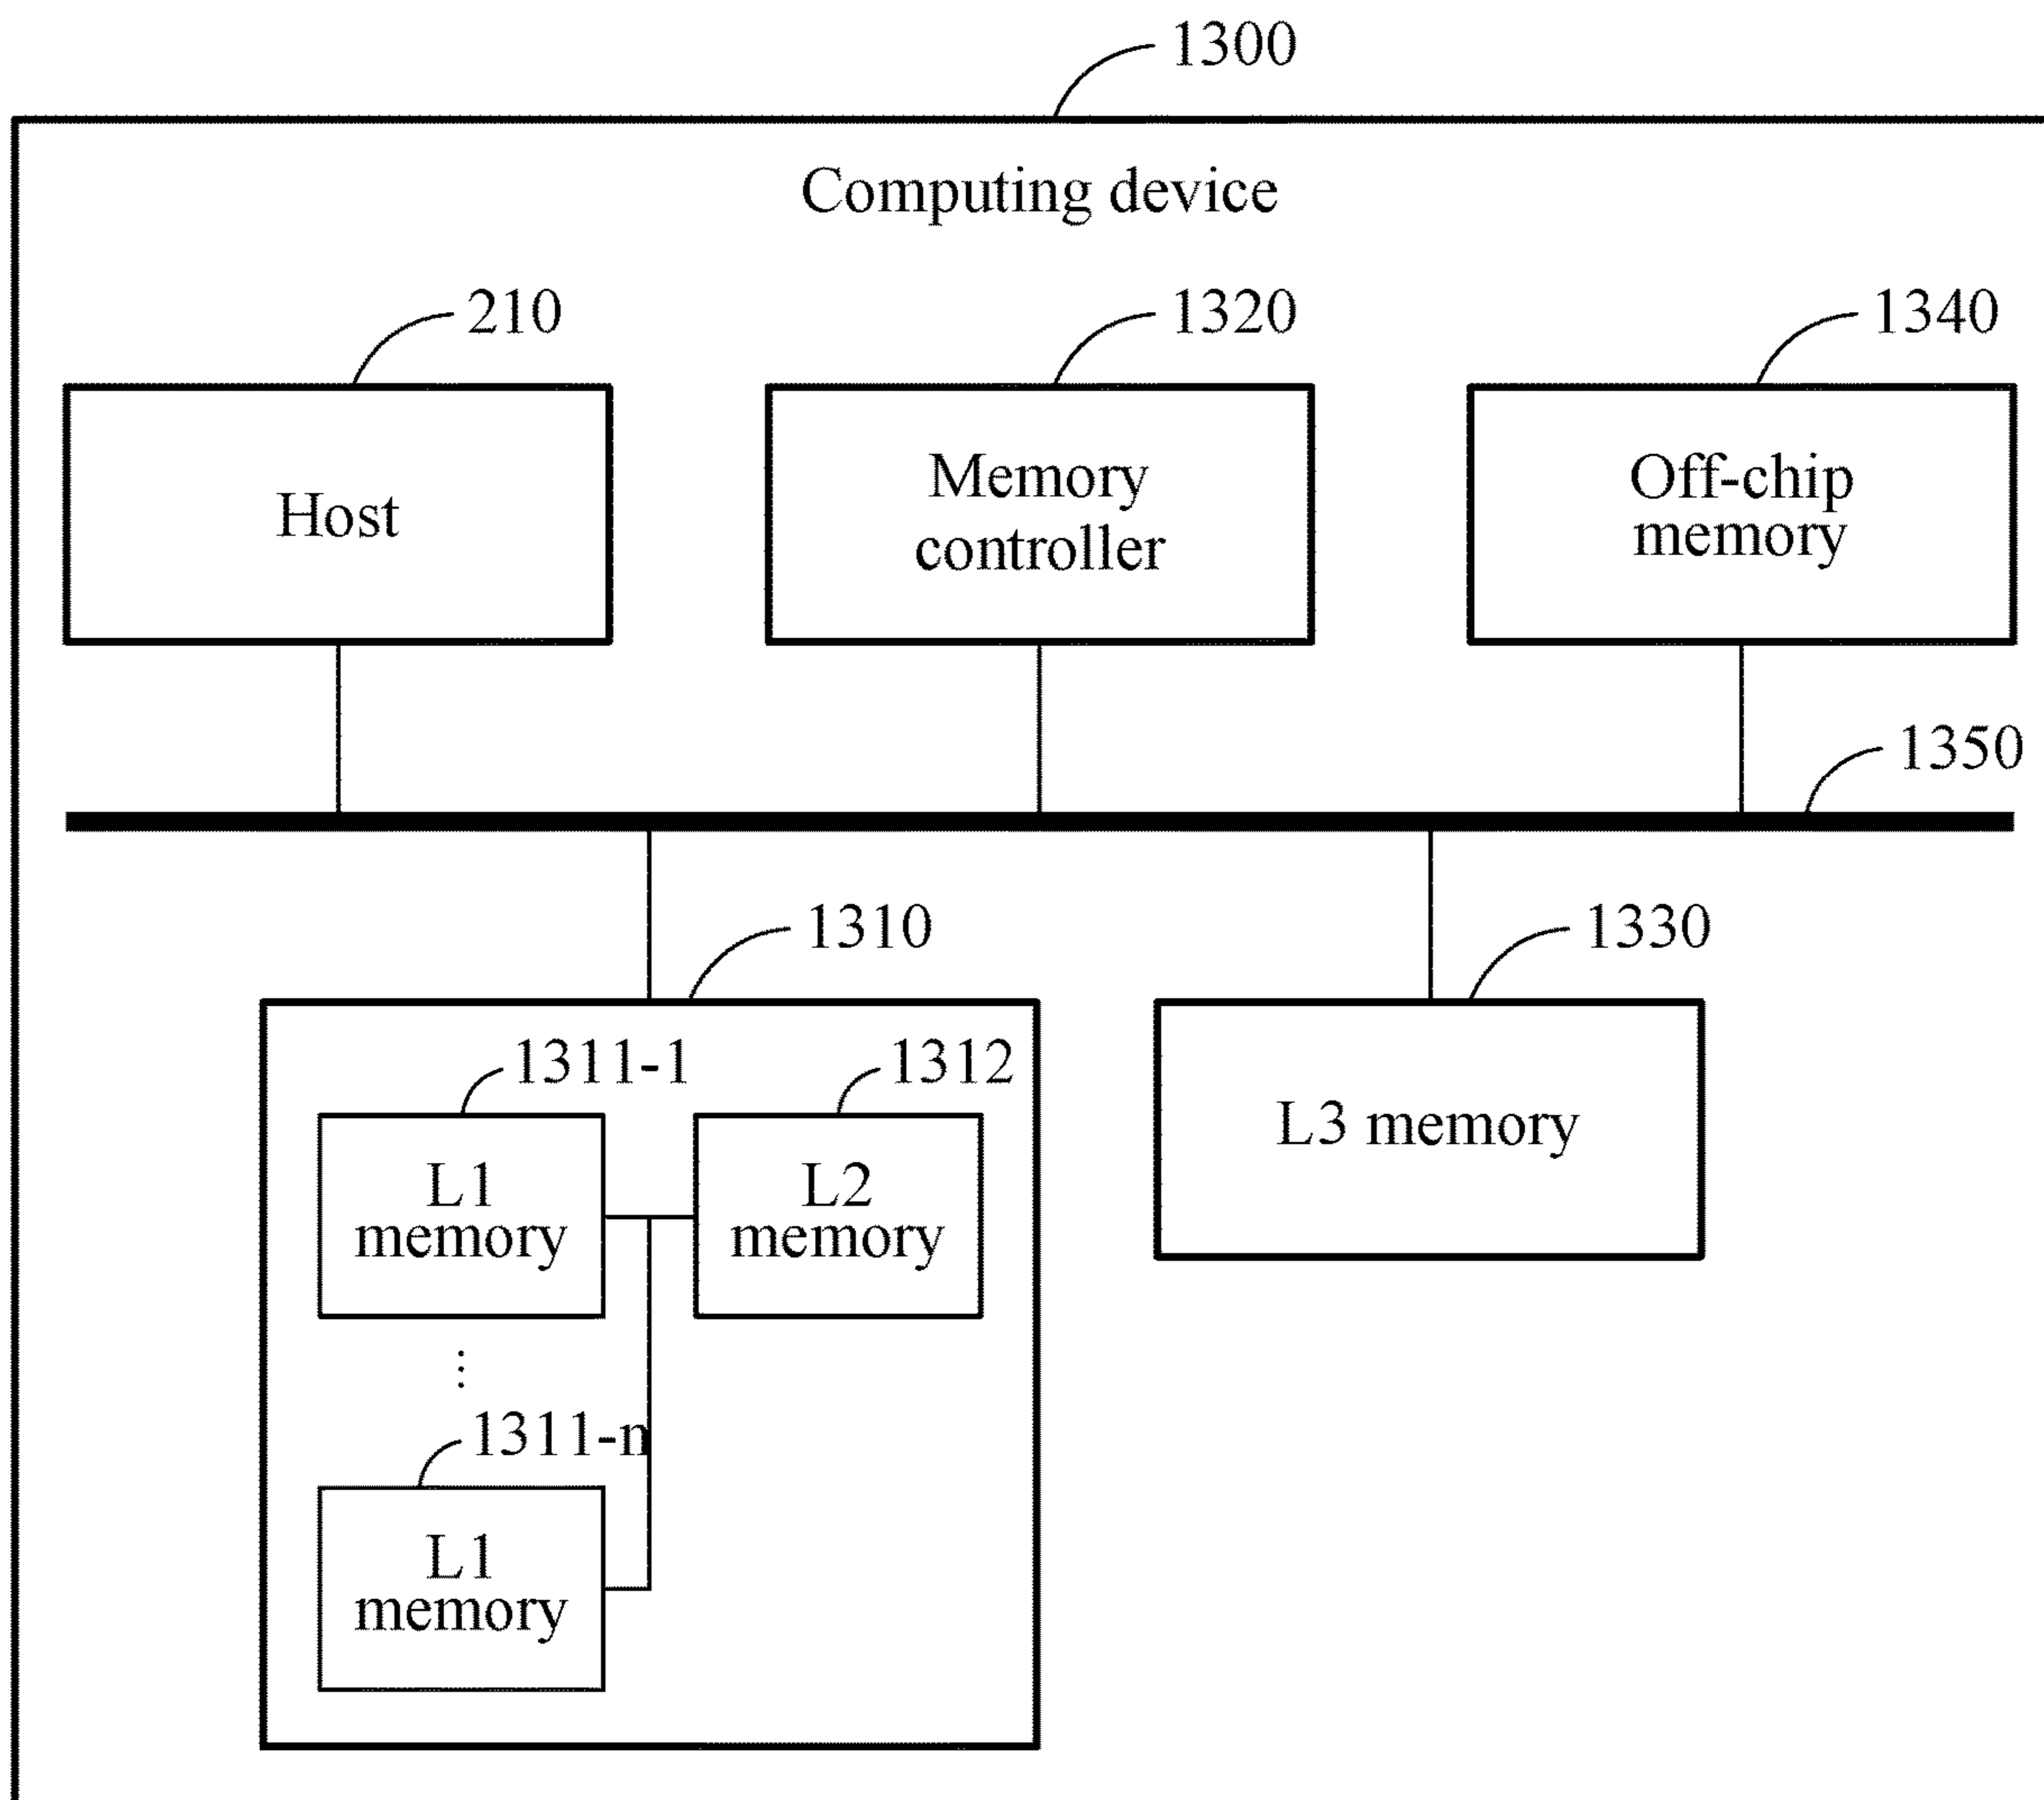 1300
Computing device
210
1320
1340
Host
Memory
controller
Off-chip
memory
1350
1310
1330
1311-1
1312
L1
memory
L2
memory
L3 memory
1311-n
L1
memory